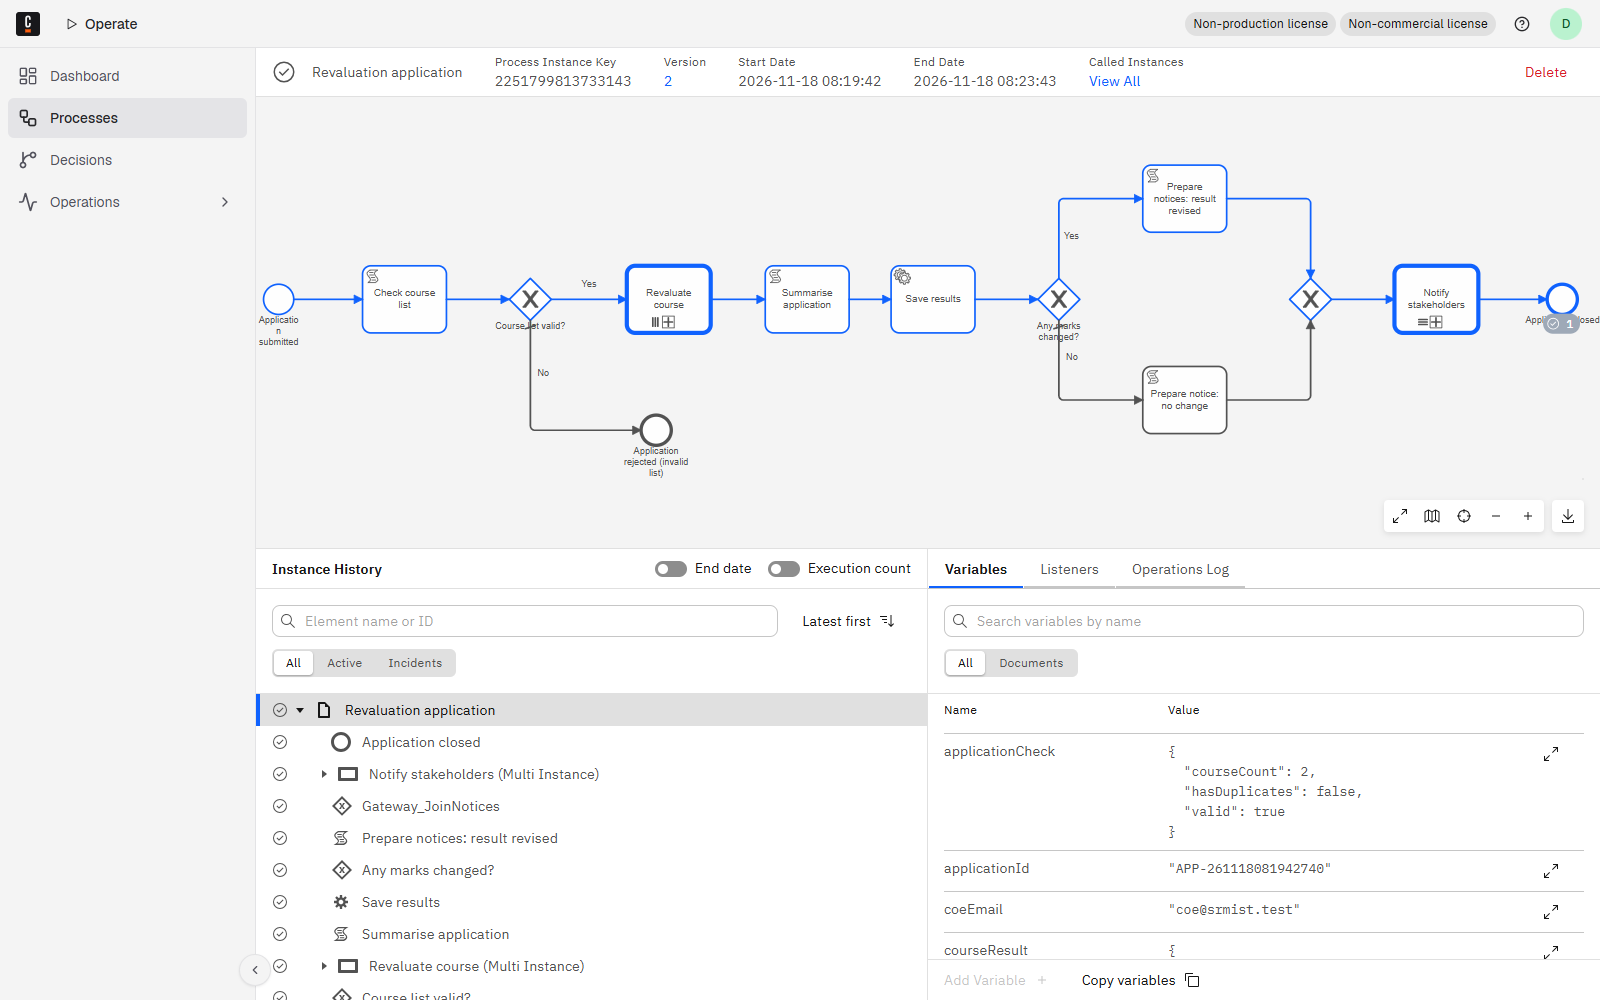 C
Operate
Non-production license
Non-commercial license
D
Dashboard
Processes
Decisions
Operations
Revaluation application
Process Instance Key
2251799813733143
Version
2
Start Date
2026-11-18 08:19:42
End Date
2026-11-18 08:23:43
Called Instances
View All
Delete
Applicatio
n
submitted
Check course
list
Course list valid?
Yes
No
Application
rejected (invalid
list)
Revaluate
course
Summarise
application
Save results
Any marks
changed?
Yes
No
Prepare
notices: result
revised
Prepare notice:
no change
Notify
stakeholders
1
Instance History
End date
Execution count
Element name or ID
Latest first
All
Active
Incidents
Revaluation application
Application closed
Notify stakeholders (Multi Instance)
Gateway_JoinNotices
Prepare notices: result revised
Any marks changed?
Save results
Summarise application
Revaluate course (Multi Instance)
Course list valid?
Variables
Listeners
Operations Log
Search variables by name
All
Documents
Name
Value
applicationCheck
{
"courseCount": 2,
"hasDuplicates": false,
"valid": true
}
applicationId
"APP-261118081942740"
coeEmail
"coe@srmist.test"
courseResult
{
Add Variable +
Copy variables